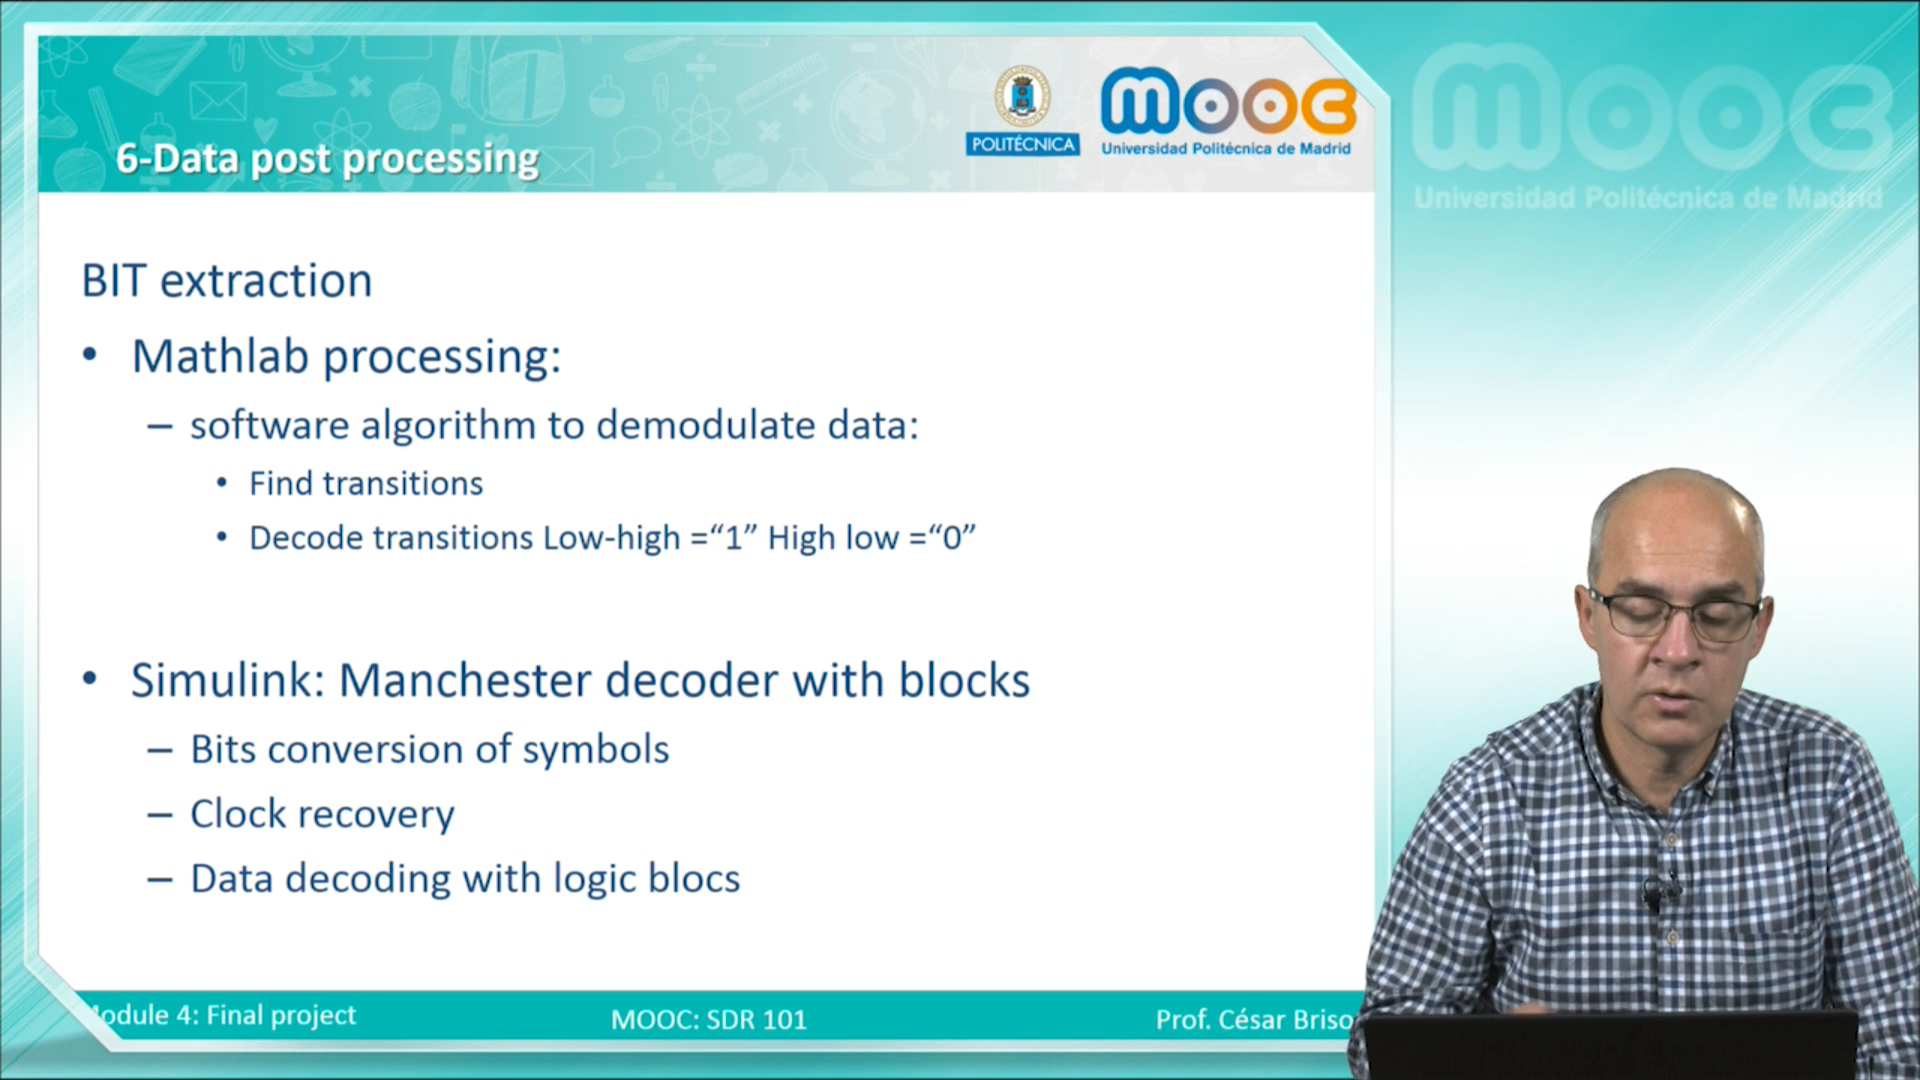 6-Data post processing
POLITÉCNICA
mooc
Universidad Politécnica de Madrid
mooc
Universidad Politécnica de Madrid
BIT extraction
• Mathlab processing:
– software algorithm to demodulate data:
• Find transitions
• Decode transitions Low-high =“1” High low =“0”
• Simulink: Manchester decoder with blocks
– Bits conversion of symbols
– Clock recovery
– Data decoding with logic blocs
Module 4: Final project
MOOC: SDR 101
Prof. César